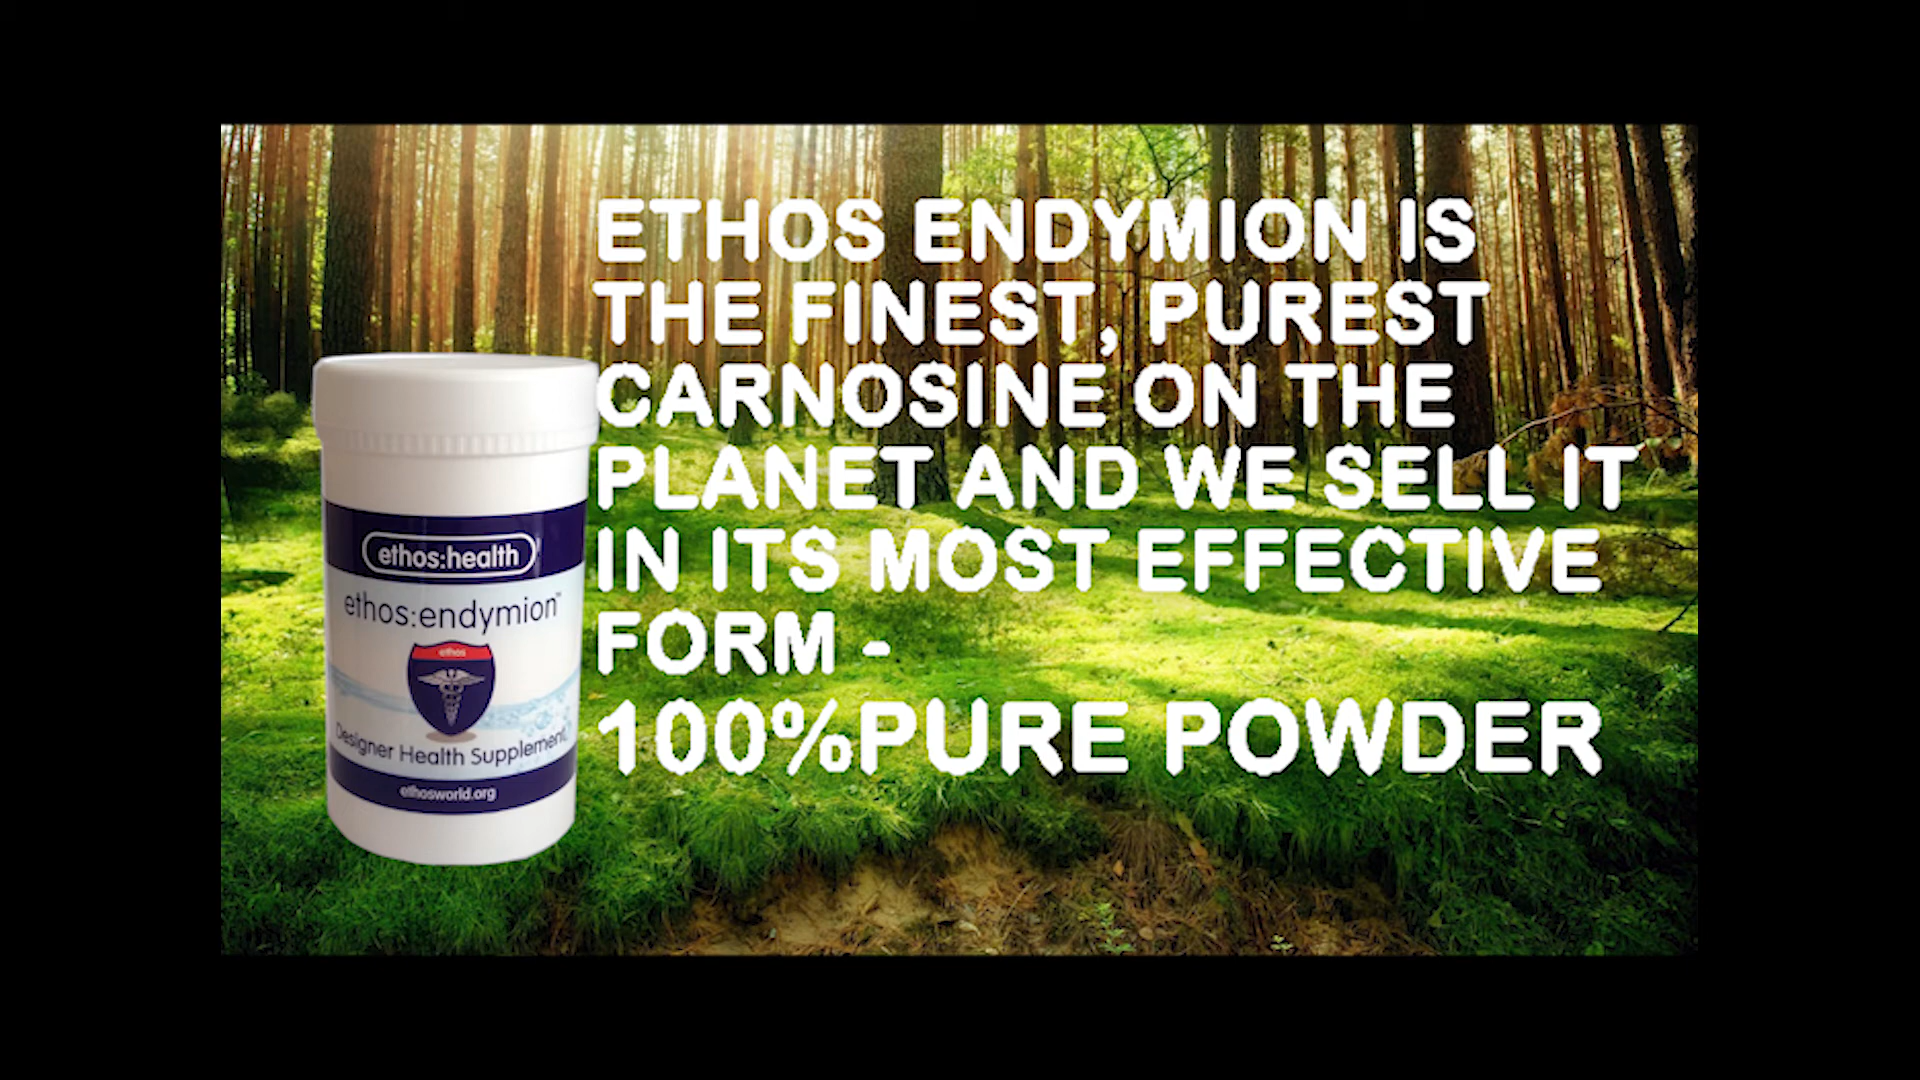 ETHOS ENDYMION IS
THE FINEST, PUREST
CARNOSINE ON THE
PLANET AND WE SELL IT
IN ITS MOST EFFECTIVE
FORM -
100%PURE POWDER
ethos:health
ethos:endymion™
ethos
Designer Health Supplement
ethosworld.org